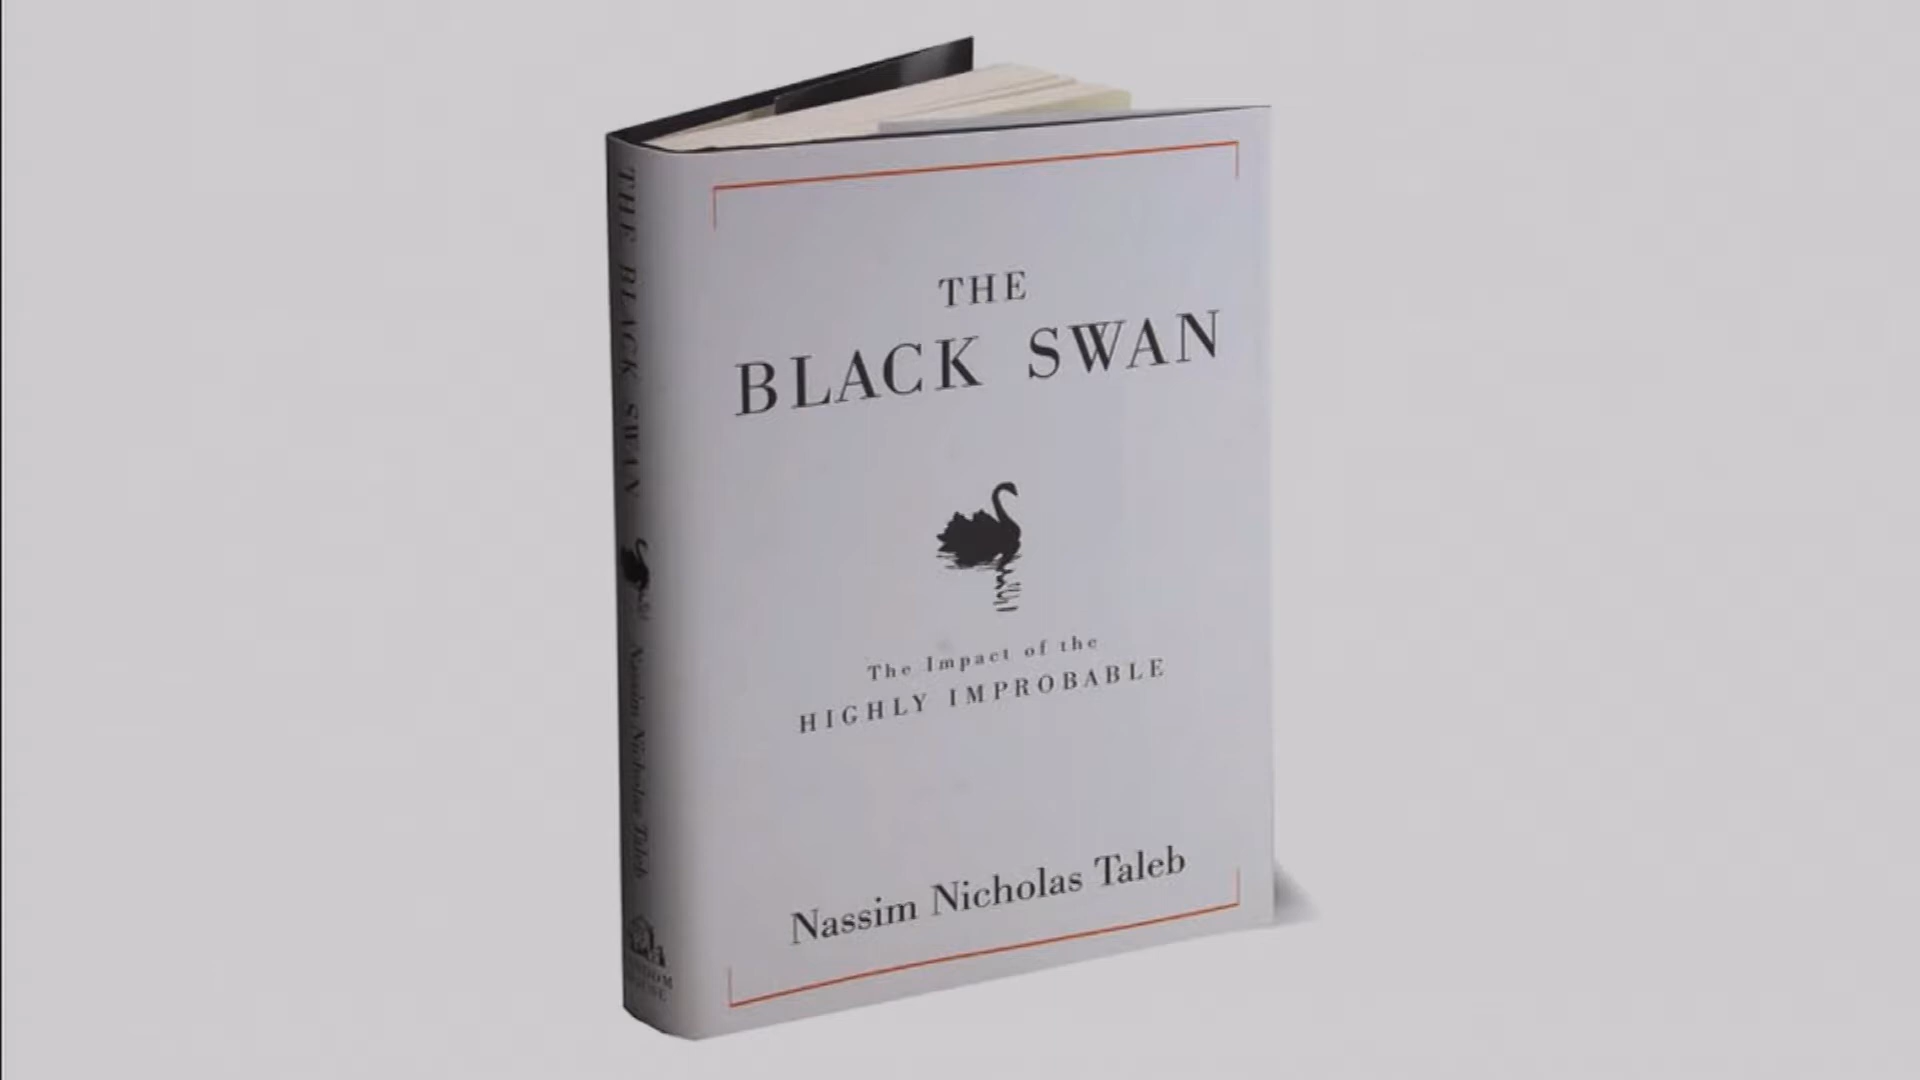 THE BLACK SWAN
Nassim Nicholas Taleb
THE
BLACK SWAN
The Impact of the
HIGHLY IMPROBABLE
Nassim Nicholas Taleb